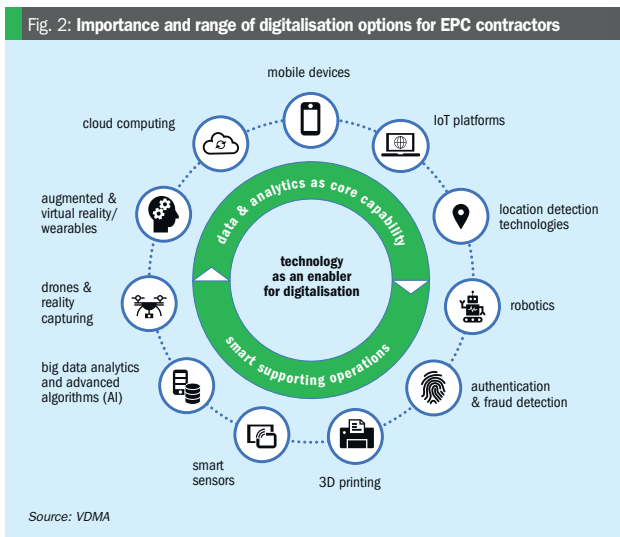 Fig. 2: Importance and range of digitalisation options for EPC contractors
mobile devices
cloud computing
IoT platforms
augmented &
virtual reality/
wearables
location detection
technologies
data & analytics as core capability
technology
as an enabler
for digitalisation
drones &
reality
capturing
robotics
smart supporting operations
big data analytics
and advanced
algorithms (AI)
authentication
& fraud detection
smart
sensors
3D printing
Source: VDMA